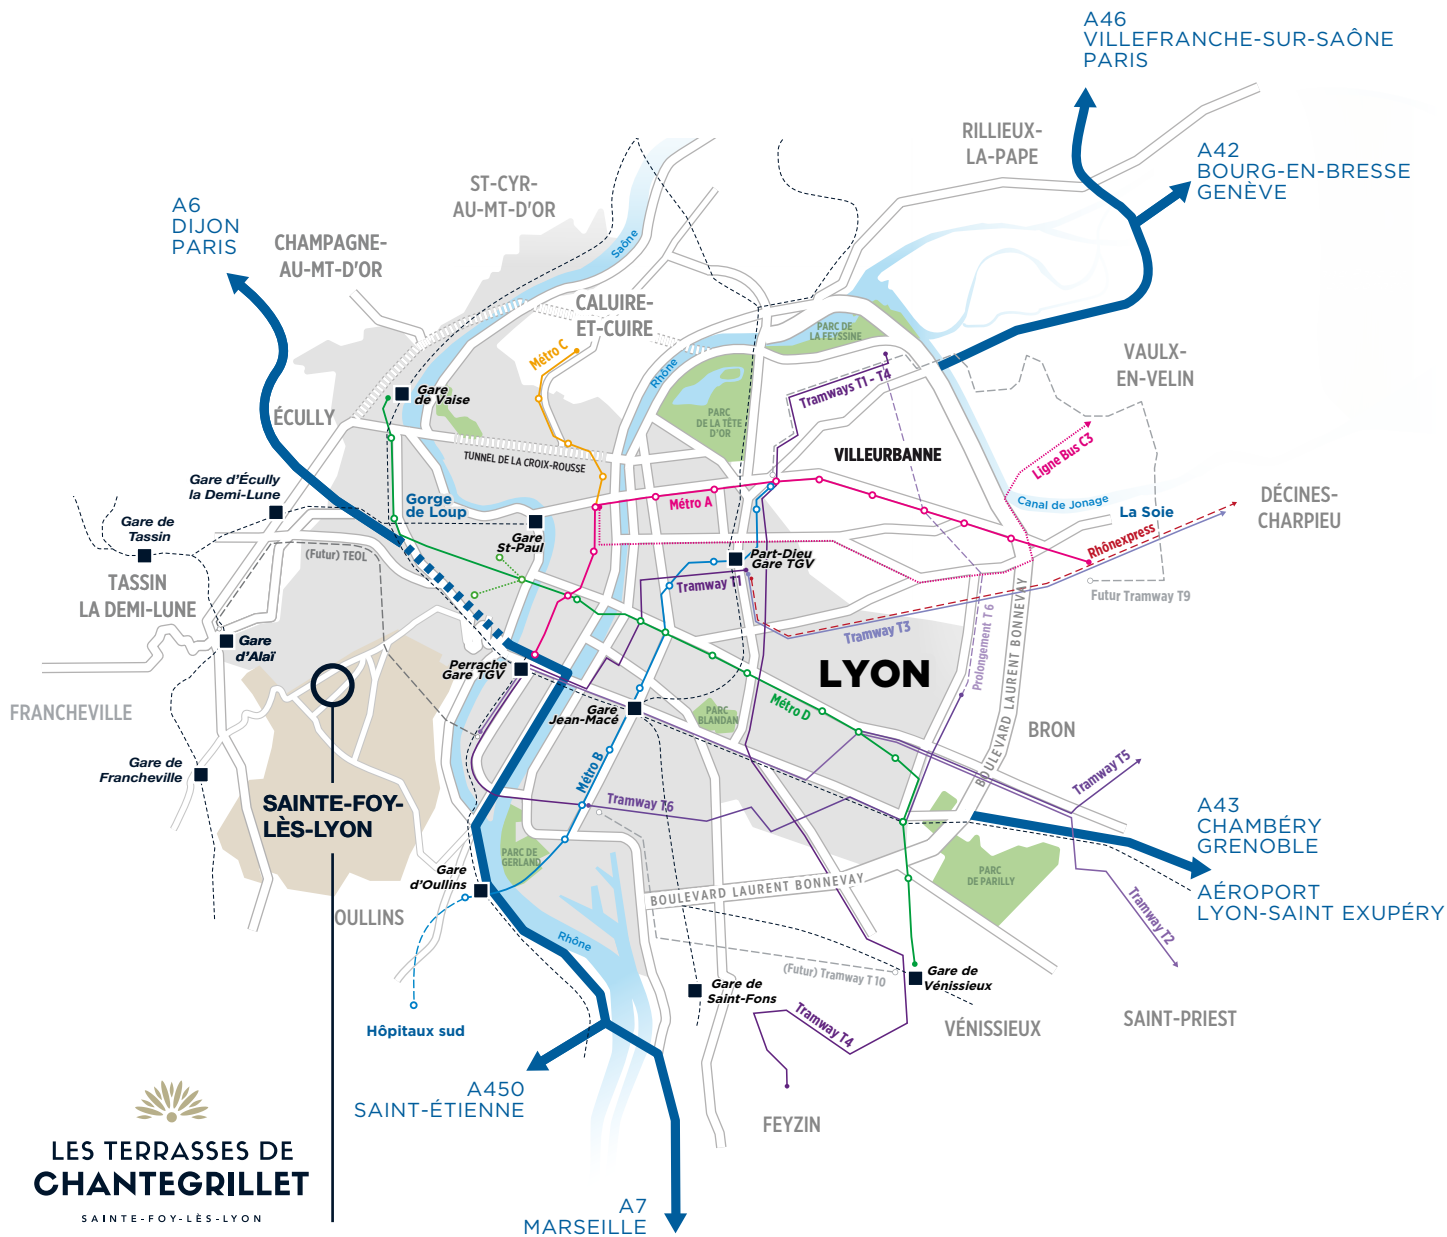 A46
VILLEFRANCHE-SUR-SAÔNE
PARIS
RILLIEUX-
LA-PAPE
A42
BOURG-EN-BRESSE
GENÈVE
ST-CYR-
AU-MT-D'OR
A6
DIJON
PARIS
CHAMPAGNE-
AU-MT-D'OR
Saône
CALUIRE-
ET-CUIRE
PARC DE
LA FEYSSINE
Métro C
Rhône
VAULX-
EN-VELIN
Gare
de Vaise
Tramways T1 - T4
PARC
DE LA TÊTE
D'OR
ÉCULLY
TUNNEL DE LA CROIX-ROUSSE
VILLEURBANNE
Ligne Bus C3
Gare d'Écully
la Demi-Lune
Gorge
de Loup
Métro A
Canal de Jonage
La Soie
DÉCINES-
CHARPIEU
Gare de
Tassin
Gare
St-Paul
(Futur) TEOL
Part-Dieu
Gare TGV
Rhônexpress
TASSIN
LA DEMI-LUNE
Tramway T1
Futur Tramway T9
Tramway T3
Gare
d'Alaï
Perrache
Gare TGV
LYON
Prolongement T 6
BOULEVARD LAURENT BONNEVAY
FRANCHEVILLE
Gare
Jean-Macé
PARC
BLANDAN
Métro D
BRON
Gare de
Francheville
Métro B
Tramway T5
SAINTE-FOY-
LÈS-LYON
Tramway T6
A43
CHAMBÉRY
GRENOBLE
PARC DE
GERLAND
Gare
d'Oullins
PARC
DE PARILLY
BOULEVARD LAURENT BONNEVAY
AÉROPORT
LYON-SAINT EXUPÉRY
OULLINS
Tramway T2
Rhône
(Futur) Tramway T 10
Gare de
Saint-Fons
Gare de
Vénissieux
Hôpitaux sud
Tramway T4
VÉNISSIEUX
SAINT-PRIEST
A450
SAINT-ÉTIENNE
FEYZIN
LES TERRASSES DE
CHANTEGRILLET
SAINTE-FOY-LÈS-LYON
A7
MARSEILLE